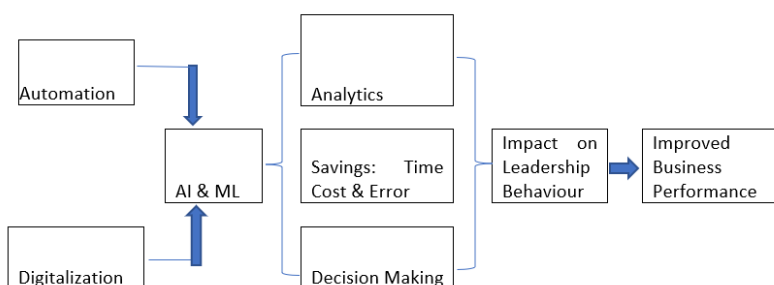 Automation
Analytics
AI & ML
Savings: Time
Cost & Error
Impact on
Leadership
Behaviour
Improved
Business
Performance
Digitalization
Decision Making